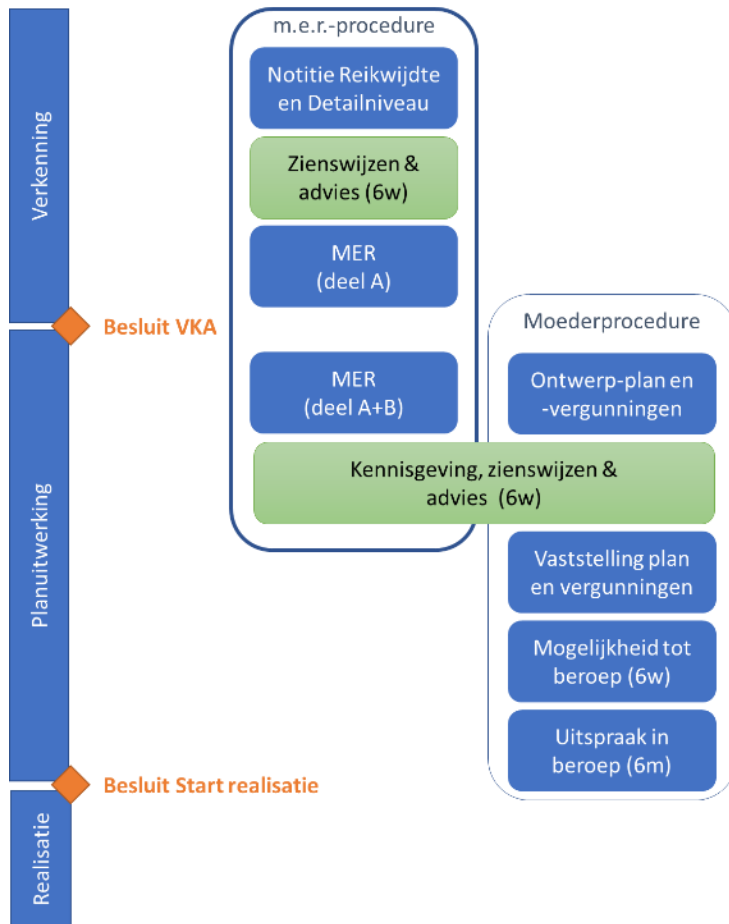 m.e.r.-procedure
Notitie Reikwijdte
en Detailniveau
Zienswijzen &
advies (6w)
MER
(deel A)
Verkenning
Besluit VKA
Moederprocedure
MER
(deel A+B)
Ontwerp-plan en
-vergunningen
Kennisgeving, zienswijzen &
advies (6w)
Planuitwerking
Vaststelling plan
en vergunningen
Mogelijkheid tot
beroep (6w)
Uitspraak in
beroep (6m)
Besluit Start realisatie
Realisatie